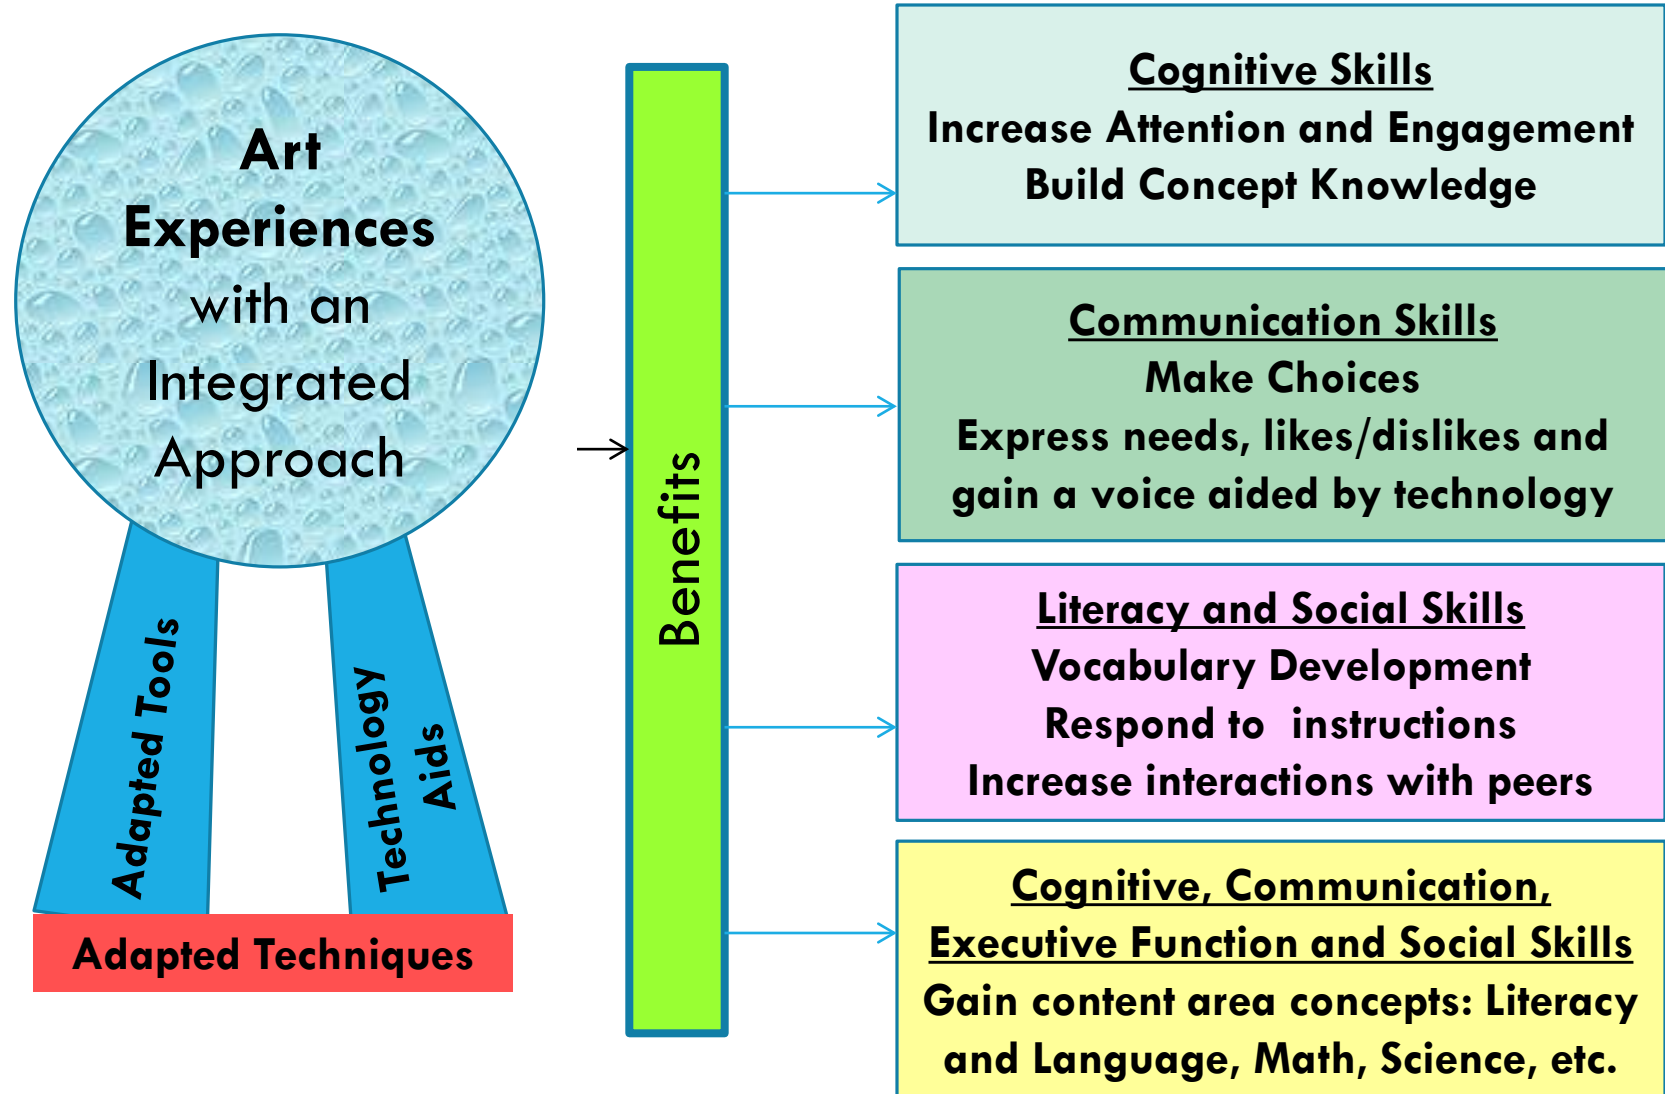 Art
Experiences
with an
Integrated
Approach
Adapted Tools
Technology
Aids
Adapted Techniques
Benefits
Cognitive Skills
Increase Attention and Engagement
Build Concept Knowledge
Communication Skills
Make Choices
Express needs, likes/dislikes and
gain a voice aided by technology
Literacy and Social Skills
Vocabulary Development
Respond to  instructions
Increase interactions with peers
Cognitive, Communication,
Executive Function and Social Skills
Gain content area concepts: Literacy
and Language, Math, Science, etc.